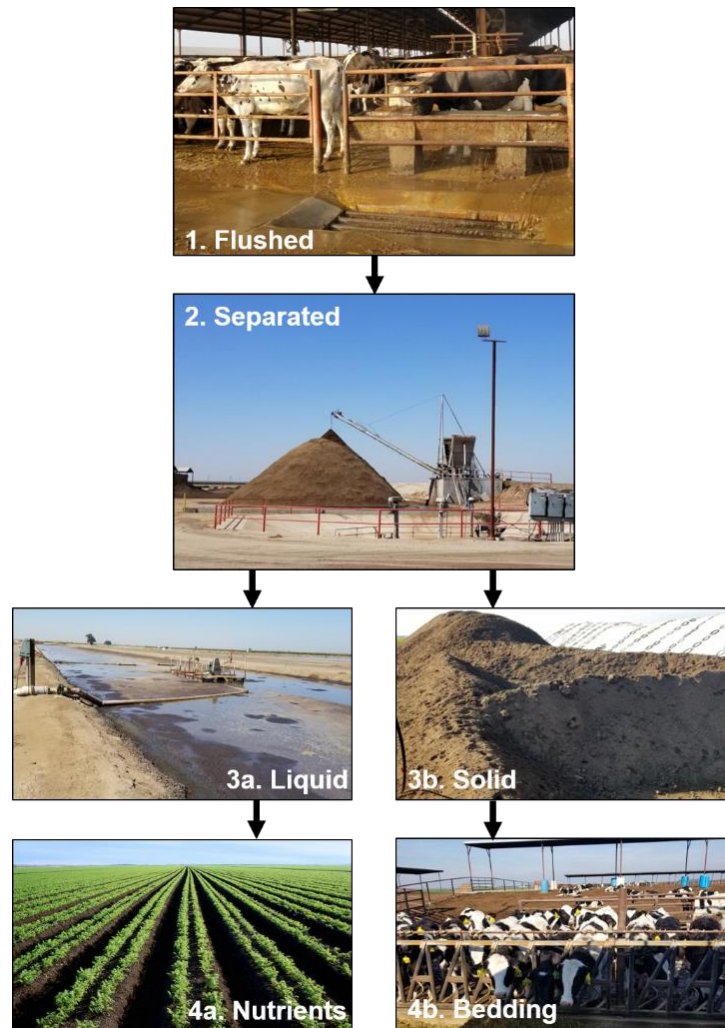 1. Flushed
2. Separated
3a. Liquid
3b. Solid
4a. Nutrients
4b. Bedding